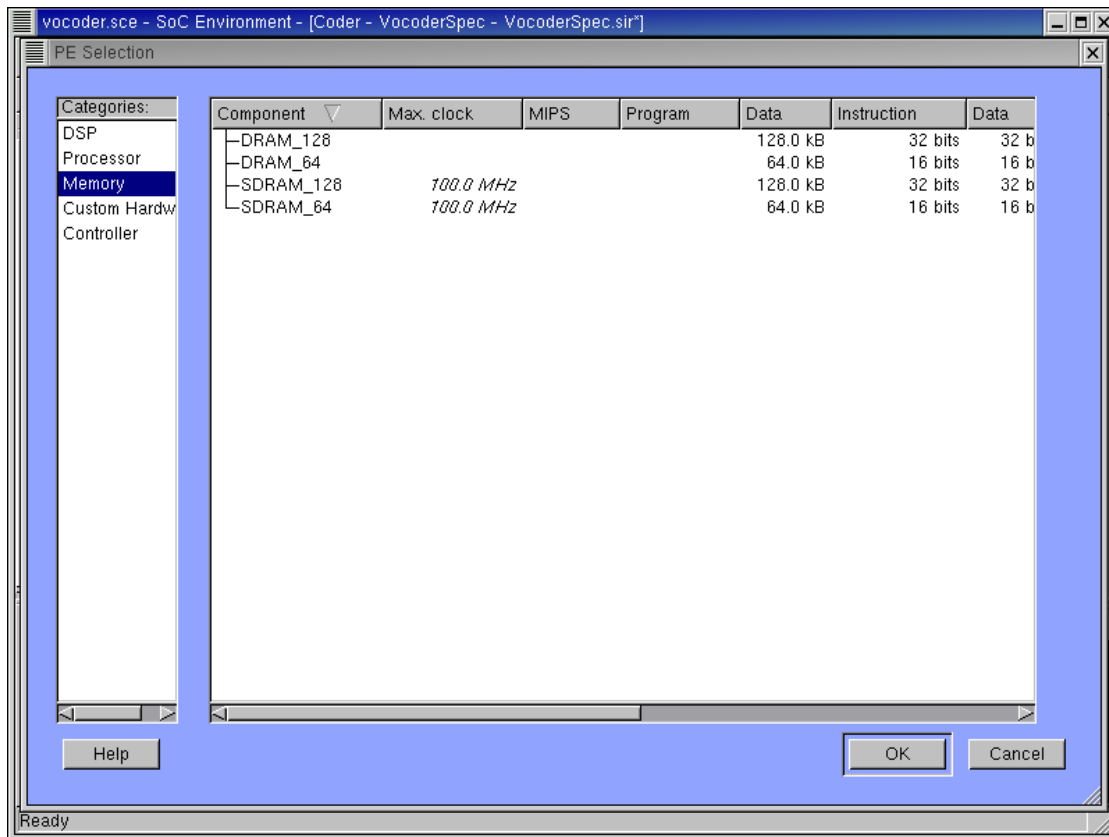 vocoder.sce - SoC Environment - [Coder - VocoderSpec - VocoderSpec.sir*]
PE Selection
Categories:
DSP
Processor
Memory
Custom Hardw
Controller
Component Max. clock MIPS Program Data Instruction Data
DRAM_128 128.0 kB 32 bits 32 b
DRAM_64 64.0 kB 16 bits 16 b
SDRAM_128 100.0 MHz 128.0 kB 32 bits 32 b
SDRAM_64 100.0 MHz 64.0 kB 16 bits 16 b
Help OK Cancel
Ready